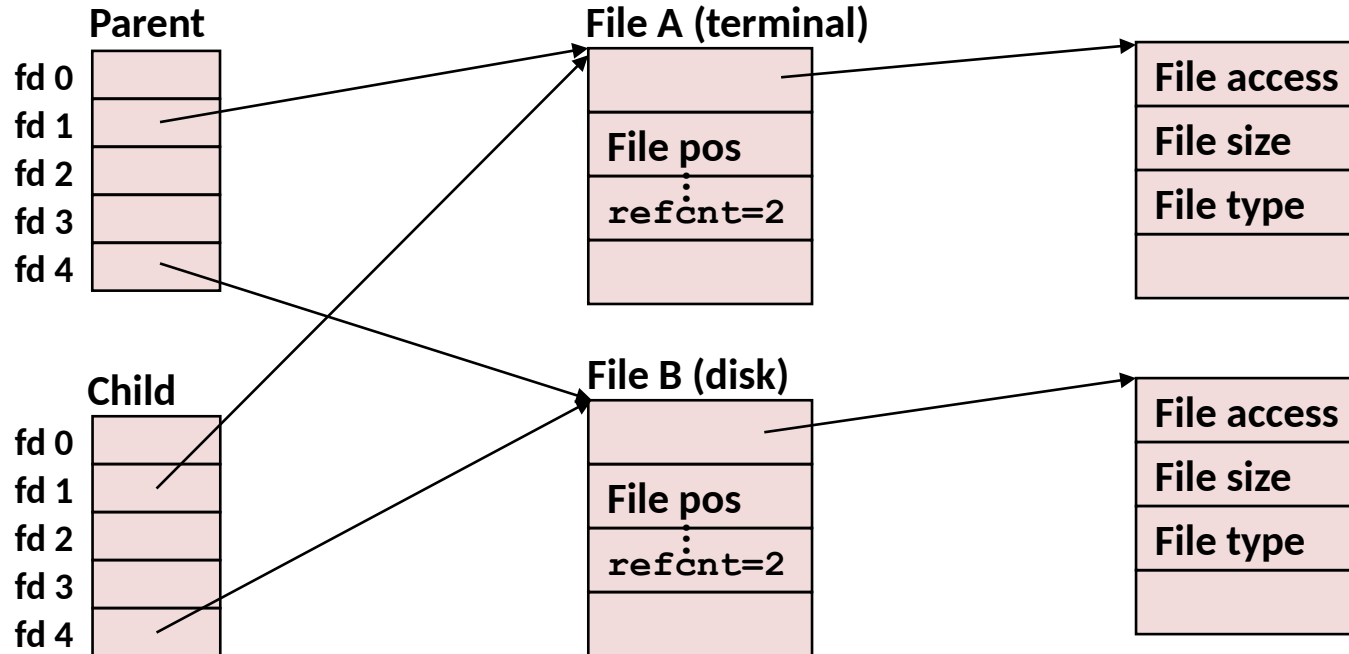 Parent
fd 0
fd 1
fd 2
fd 3
fd 4
Child
fd 0
fd 1
fd 2
fd 3
fd 4
File A (terminal)
File pos
refcnt=2
File B (disk)
File pos
refcnt=2
File access
File size
File type
File access
File size
File type